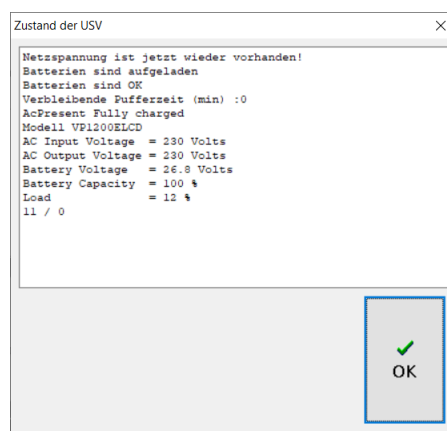 Zustand der USV
Netzspannung ist jetzt wieder vorhanden!
Batterien sind aufgeladen
Batterien sind OK
Verbleibende Pufferzeit (min) :0
AcPresent Fully charged
Modell VP1200ELCD
AC Input Voltage  = 230 Volts
AC Output Voltage = 230 Volts
Battery Voltage   = 26.8 Volts
Battery Capacity  = 100 %
Load              = 12 %
11 / 0
OK